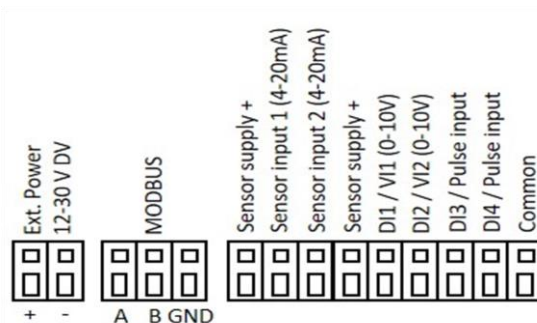 Ext. Power
12-30 V DV
MODBUS
Sensor supply +
Sensor input 1 (4-20mA)
Sensor input 2 (4-20mA)
Sensor supply +
DI1 / VI1 (0-10V)
DI2 / VI2 (0-10V)
DI3 / Pulse input
DI4 / Pulse input
Common
+ - A B GND